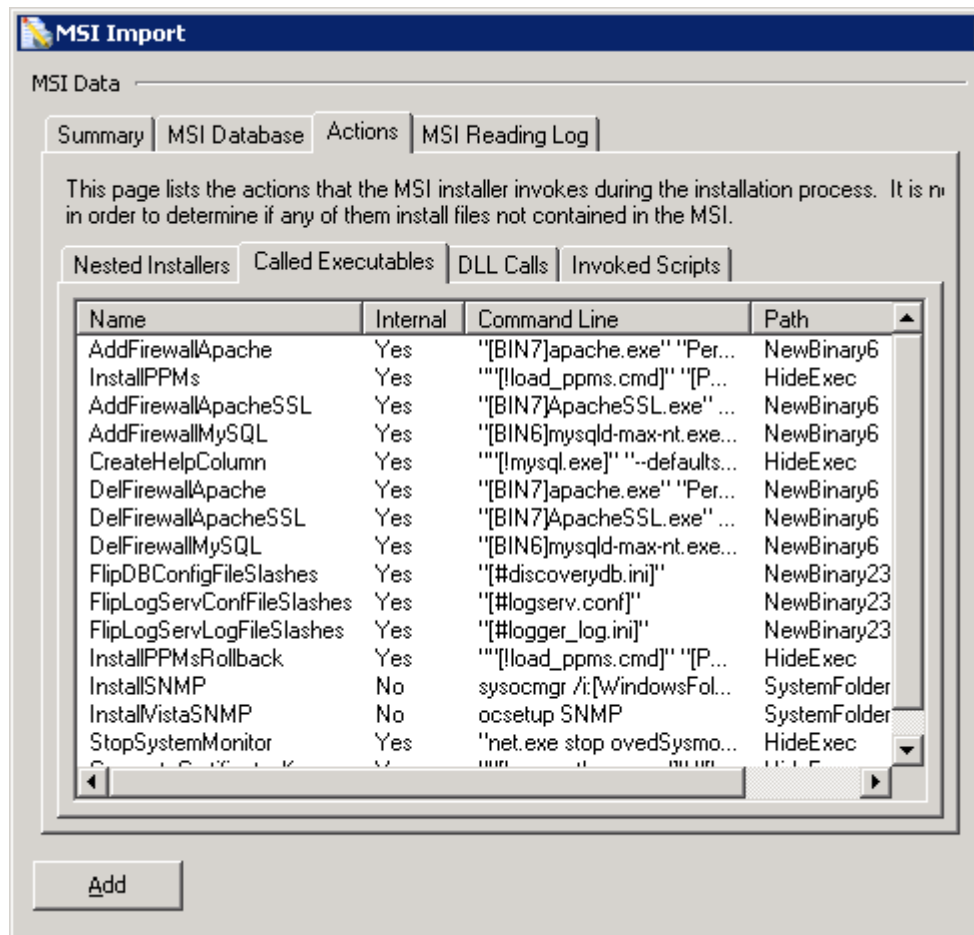 MSI Import
MSI Data
Summary MSI Database Actions MSI Reading Log
This page lists the actions that the MSI installer invokes during the installation process. It is
in order to determine if any of them install files not contained in the MSI.
Nested Installers Called Executables DLL Calls Invoked Scripts
Name Internal Command Line Path
AddFirewallApache Yes "[BIN7]apache.exe" "Per... NewBinary6
InstallPPMs Yes ""[!load_ppms.cmd]" "[P... HideExec
AddFirewallApacheSSL Yes "[BIN7]ApacheSSL.exe" ... NewBinary6
AddFirewallMySQL Yes "[BIN6]mysqld-max-nt.exe... NewBinary6
CreateHelpColumn Yes ""[!mysql.exe]" "--defaults... HideExec
DelFirewallApache Yes "[BIN7]apache.exe" "Per... NewBinary6
DelFirewallApacheSSL Yes "[BIN7]ApacheSSL.exe" ... NewBinary6
DelFirewallMySQL Yes "[BIN6]mysqld-max-nt.exe... NewBinary6
FlipDBConfigFileSlashes Yes "[#discoverydb.ini]" NewBinary23
FlipLogServConfFileSlashes Yes "[#logserv.conf]" NewBinary23
FlipLogServLogFileSlashes Yes "[#logger_log.ini]" NewBinary23
InstallPPMsRollback Yes ""[!load_ppms.cmd]" "[P... HideExec
InstallSNMP No sysocmgr /i:[WindowsFol... SystemFolder
InstallVistaSNMP No ocsetup SNMP SystemFolder
StopSystemMonitor Yes "net.exe stop ovedSysmo... HideExec
Add